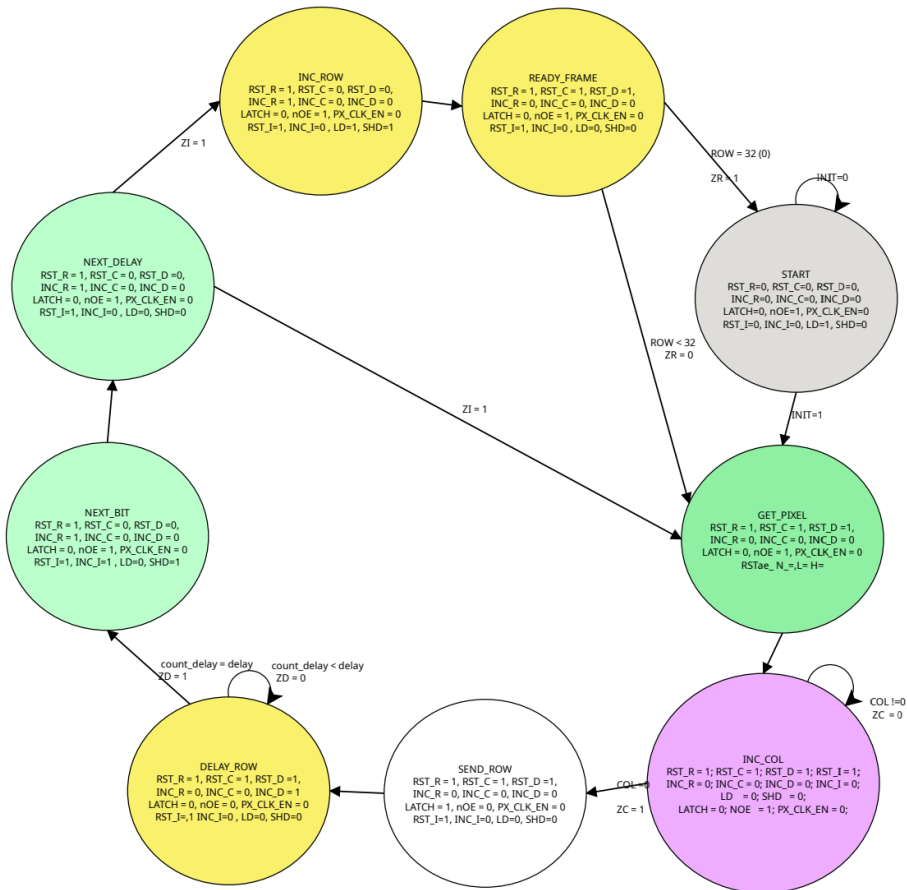 INC_ROW
RST_R = 1, RST_C = 0, RST_D =0,
INC_R = 1, INC_C = 0, INC_D = 0
LATCH = 0, nOE = 1, PX_CLK_EN = 0
RST_I=1, INC_I=0 , LD=1, SHD=1
READY_FRAME
RST_R = 1, RST_C = 1, RST_D =1,
INC_R = 0, INC_C = 0, INC_D = 0
LATCH = 0, nOE = 1, PX_CLK_EN = 0
RST_I=1, INC_I=0 , LD=0, SHD=0
ZI = 1
ROW = 32 (0)
ZR = 1
INIT=0
NEXT_DELAY
RST_R = 1, RST_C = 0, RST_D =0,
INC_R = 1, INC_C = 0, INC_D = 0
LATCH = 0, nOE = 1, PX_CLK_EN = 0
RST_I=1, INC_I=0 , LD=0, SHD=0
START
RST_R=0, RST_C=0, RST_D=0,
INC_R=0, INC_C=0, INC_D=0
LATCH=0, nOE=1, PX_CLK_EN=0
RST_I=0, INC_I=0, LD=1, SHD=0
ROW < 32
ZR = 0
ZI = 1
INIT=1
NEXT_BIT
RST_R = 1, RST_C = 0, RST_D =0,
INC_R = 1, INC_C = 0, INC_D = 0
LATCH = 0, nOE = 1, PX_CLK_EN = 0
RST_I=1, INC_I=1 , LD=0, SHD=1
GET_PIXEL
RST_R = 1, RST_C = 1, RST_D =1,
INC_R = 0, INC_C = 0, INC_D = 0
LATCH = 0, nOE = 1, PX_CLK_EN = 0
RSTae_ N_=,L= H=
count_delay = delay
ZD = 1
count_delay < delay
ZD = 0
COL !=0
ZC = 0
DELAY_ROW
RST_R = 1, RST_C = 1, RST_D =1,
INC_R = 0, INC_C = 0, INC_D = 1
LATCH = 0, nOE = 0, PX_CLK_EN = 0
RST_I=,1 INC_I=0 , LD=0, SHD=0
SEND_ROW
RST_R = 1, RST_C = 1, RST_D =1,
INC_R = 0, INC_C = 0, INC_D = 0
LATCH = 1, nOE = 0, PX_CLK_EN = 0
RST_I=1, INC_I=0, LD=0, SHD=0
COL =0
ZC = 1
INC_COL
RST_R = 1; RST_C = 1; RST_D = 1; RST_I = 1;
INC_R = 0; INC_C = 0; INC_D = 0; INC_I = 0;
LD = 0; SHD = 0;
LATCH = 0; NOE = 1; PX_CLK_EN = 0;